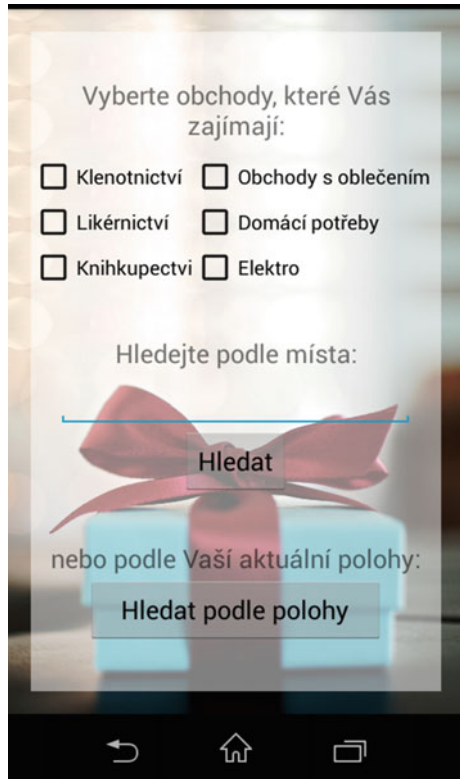 Vyberte obchody, které Vás
zajímají:
Klenotnictví
Obchody s oblečením
Likérnictví
Domácí potřeby
Knihkupectvi
Elektro
Hledejte podle místa:
Hledat
nebo podle Vaší aktuální polohy:
Hledat podle polohy